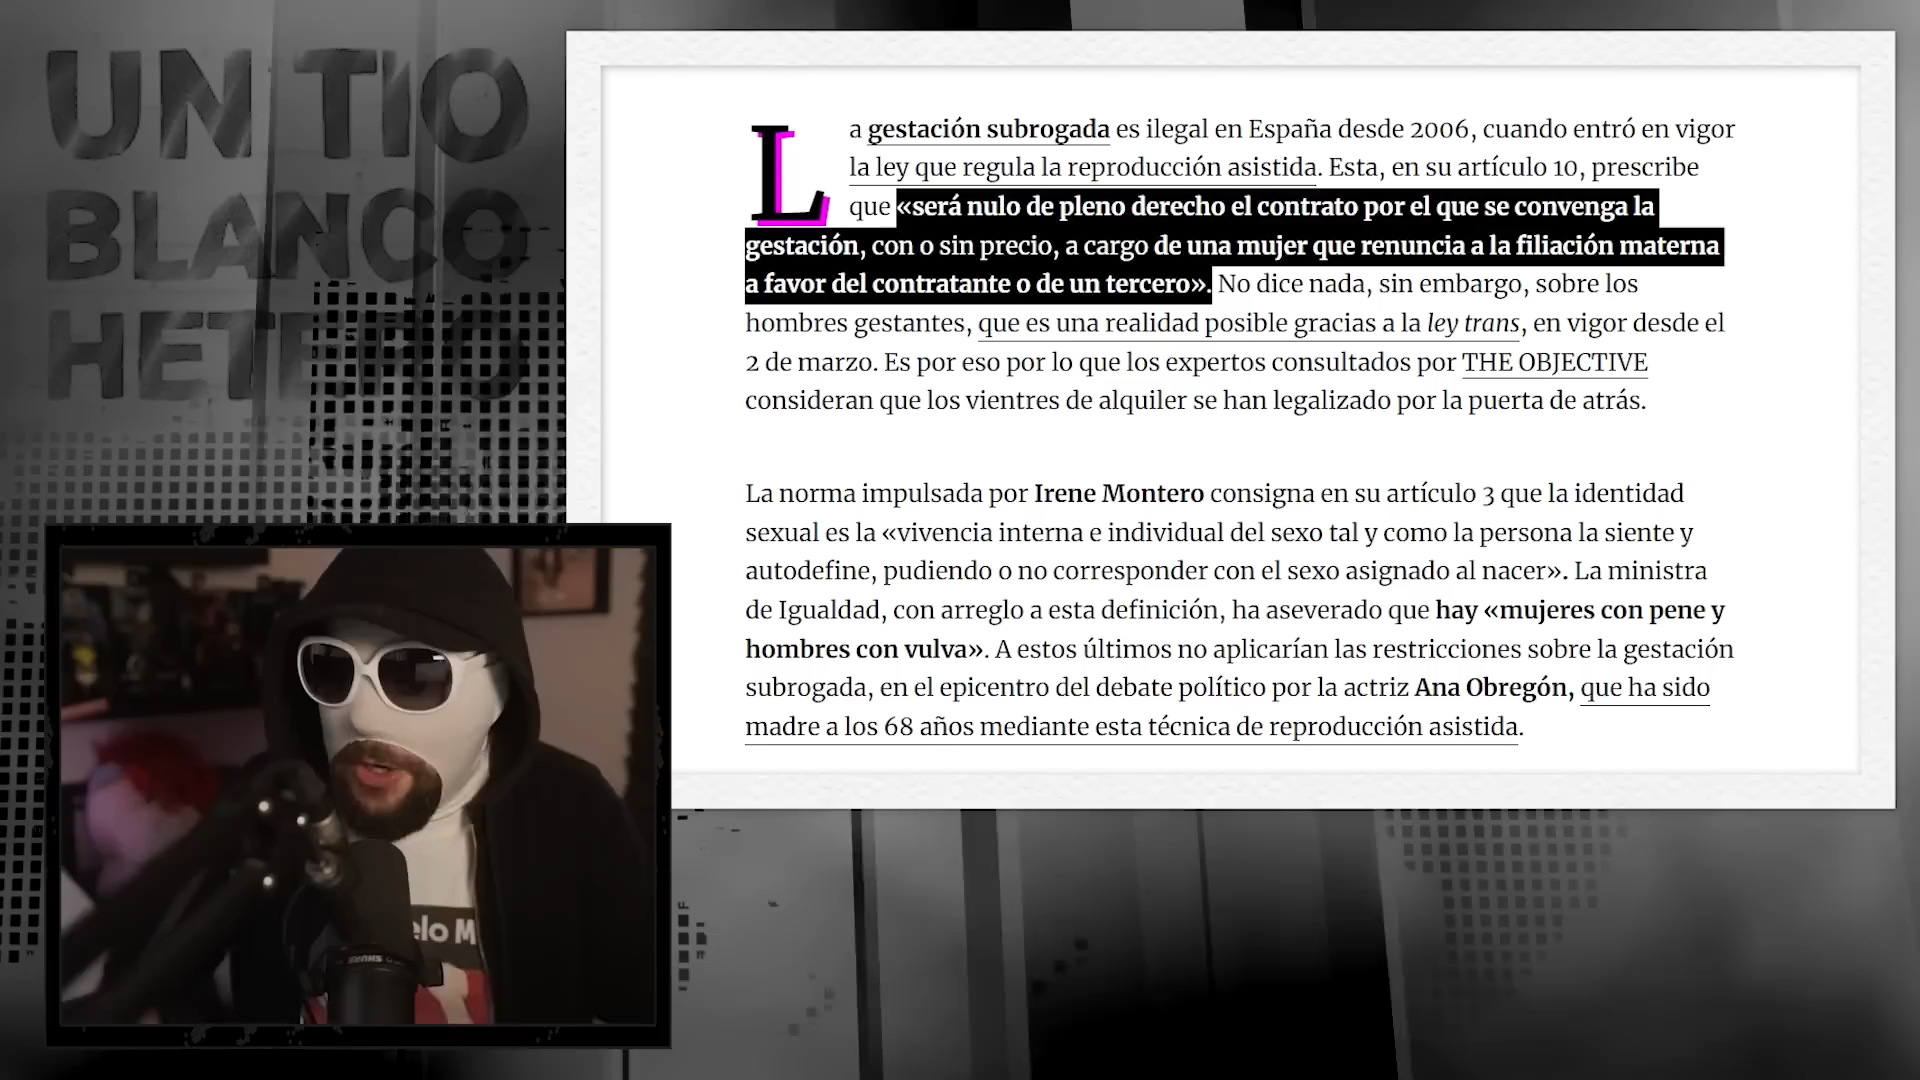 UN TIO
BLANCO
HETERO
La gestación subrogada es ilegal en España desde 2006, cuando entró en vigor
la ley que regula la reproducción asistida. Esta, en su artículo 10, prescribe
que «será nulo de pleno derecho el contrato por el que se convenga la
gestación, con o sin precio, a cargo de una mujer que renuncia a la filiación materna
a favor del contratante o de un tercero». No dice nada, sin embargo, sobre los
hombres gestantes, que es una realidad posible gracias a la ley trans, en vigor desde el
2 de marzo. Es por eso por lo que los expertos consultados por THE OBJECTIVE
consideran que los vientres de alquiler se han legalizado por la puerta de atrás.
La norma impulsada por Irene Montero consigna en su artículo 3 que la identidad
sexual es la «vivencia interna e individual del sexo tal y como la persona la siente y
autodefine, pudiendo o no corresponder con el sexo asignado al nacer». La ministra
de Igualdad, con arreglo a esta definición, ha aseverado que hay «mujeres con pene y
hombres con vulva». A estos últimos no aplicarían las restricciones sobre la gestación
subrogada, en el epicentro del debate político por la actriz Ana Obregón, que ha sido
madre a los 68 años mediante esta técnica de reproducción asistida.
elo M
SHURE